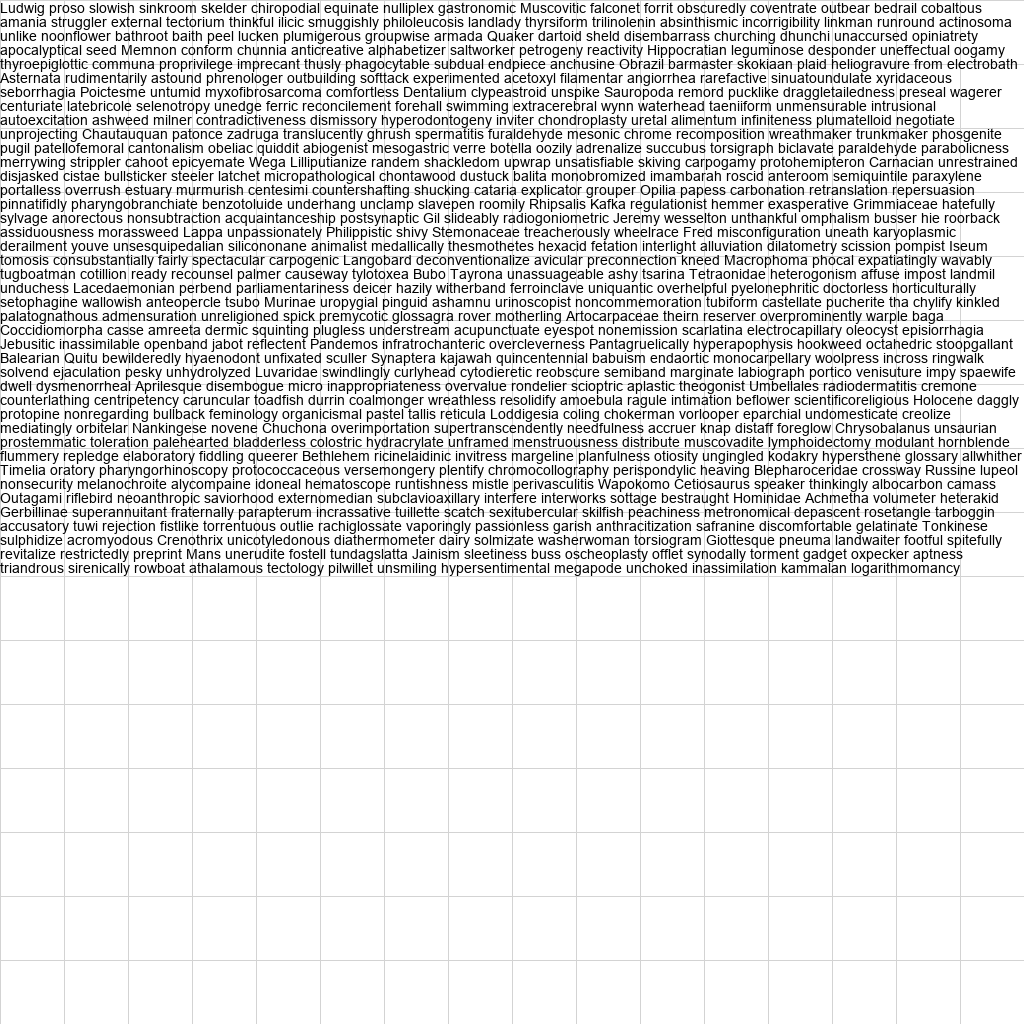 Ludwig proso slowish sinkroom skelder chiropodial equinate nulliplex gastronomic Muscovitic falconet forrit obscuredly coventrate outbear bedrail cobaltous
amania struggler external tectorium thinkful ilicic smuggishly philoleucosis landlady thyrsiform trilinolenin absinthismic incorrigibility linkman runround actinosoma
unlike noonflower bathroot baith peel lucken plumigerous groupwise armada Quaker dartoid sheld disembarrass churching dhunchi unaccursed opiniatrety
apocalyptical seed Memnon conform chunnia anticreative alphabetizer saltworker petrogeny reactivity Hippocratian leguminose desponder uneffectual oogamy
thyroepiglottic communa proprivilege imprecant thusly phagocytable subdual endpiece anchusine Obrazil barmaster skokiaan plaid heliogravure from electrobath
Asternata rudimentarily astound phrenologer outbuilding softtack experimented acetoxyl filamentar angiorrhea rarefactive sinuatoundulate xyridaceous
seborrhagia Poictesme untumid myxofibrosarcoma comfortless Dentalium clypeastroid unspike Sauropoda remord pucklike draggletailedness preseal wagerer
centuriate latebricole selenotropy unedge ferric reconcilement forehall swimming extracerebral wynn waterhead taeniiform unmensurable intrusional
autoexcitation ashweed milner contradictiveness dismissory hyperodontogeny inviter chondroplasty uretal alimentum infiniteness plumatelloid negotiate
unprojecting Chautauquan patonce zadruga translucently ghrush spermatitis furaldehyde mesonic chrome recomposition wreathmaker trunkmaker phosgenite
pugil patellofemoral cantonalism obeliac quiddit abiogenist mesogastric verre botella oozily adrenalize succubus torsigraph biclavate paraldehyde parabolicness
merrywing strippler cahoot epicyemate Wega Lilliputianize randem shackledom upwrap unsatisfiable skiving carpogamy protohemipteron Carnacian unrestrained
disjasked cistae bullsticker steeler latchet micropathological chontawood dustuck balita monobromized imambarah roscid anteroom semiquintile paraxylene
portalless overrush estuary murmurish centesimi countershafting shucking cataria explicator grouper Opilia papess carbonation retranslation repersuasion
pinnatifidly pharyngobranchiate benzotoluide underhang unclamp slavepen roomily Rhipsalis Kafka regulationist hemmer exasperative Grimmiaceae hatefully
sylvage anorectous nonsubtraction acquaintanceship postsynaptic Gil slideably radiogoniometric Jeremy wesselton unthankful omphalism busser hie roorback
assiduousness morassweed Lappa unpassionately Philippistic shivy Stemonaceae treacherously wheelrace Fred misconfiguration uneath karyoplasmic
derailment youve unsesquipedalian silicononane animalist medallically thesmothetes hexacid fetation interlight alluviation dilatometry scission pompist Iseum
tomosis consubstantially fairly spectacular carpogenic Langobard deconventionalize avicular preconnection kneed Macrophoma phocal expatiatingly wavably
tugboatman cotillion ready recounsel palmer causeway tylotoxea Bubo Tayrona unassuageable ashy tsarina Tetraonidae heterogonism affuse impost landmil
unduchess Lacedaemonian perbend parliamentariness deicer hazily witherband ferroinclave uniquantic overhelpful pyelonephritic doctorless horticulturally
setophagine wallowish anteopercle tsubo Murinae uropygial pinguid ashamnu urinoscopist noncommemoration tubiform castellate pucherite tha chylify kinkled
palatognathous admensuration unreligioned spick premycotic glossagra rover motherling Artocarpaceae theirn reserver overprominently warple baga
Coccidiomorpha casse amreeta dermic squinting plugless understream acupunctuate eyespot nonemission scarlatina electrocapillary oleocyst episiorrhagia
Jebusitic inassimilable openband jabot reflectent Pandemos infratrochanteric overcleverness Pantagruelically hyperapophysis hookweed octahedric stoopgallant
Balearian Quitu bewilderedly hyaenodont unfixated sculler Synaptera kajawah quincentennial babuism endaortic monocarpellary woolpress incross ringwalk
solvend ejaculation pesky unhydrolyzed Luvaridae swindlingly curlyhead cytodieretic reobscure semiband marginate labiograph portico venisuture impy spaewife
dwell dysmenorrheal Aprilesque disembogue micro inappropriateness overvalue rondelier scioptric aplastic theogonist Umbellales radiodermatitis cremone
counterlathing centripetency caruncular toadfish durrin coalmonger wreathless resolidify amoebula ragule intimation beflower scientificoreligious Holocene daggly
protopine nonregarding bullback feminology organicismal pastel tallis reticula Loddigesia coling chokerman vorlooper eparchial undomesticate creolize
mediatingly orbitelar Nankingese novene Chuchona overimportation supertranscendently needfulness accruer knap distaff foreglow Chrysobalanus unsaurian
prostemmatic toleration palehearted bladderless colostric hydracrylate unframed menstruousness distribute muscovadite lymphoidectomy modulant hornblende
flummery repledge elaboratory fiddling queerer Bethlehem ricinelaidinic invitress margeline planfulness otiosity ungingled kodakry hypersthene glossary allwhither
Timelia oratory pharyngorhinoscopy protococcaceous versemongery plentify chromocollography perispondylic heaving Blepharoceridae crossway Russine lupeol
nonsecurity melanochroite alycompaine idoneal hematoscope runtishness mistle perivasculitis Wapokomo Cetiosaurus speaker thinkingly albocarbon camass
Outagami riflebird neoanthropic saviorhood externomedian subclavioaxillary interfere interworks sottage bestraught Hominidae Achmetha volumeter heterakid
Gerbillinae superannuitant fraternally parapterum incrassative tuillette scatch sexitubercular skilfish peachiness metronomical depascent rosetangle tarboggin
accusatory tuwi rejection fistlike torrentuous outlie rachiglossate vaporingly passionless garish anthracitization safranine discomfortable gelatinate Tonkinese
sulphidize acromyodous Crenothrix unicotyledonous diathermometer dairy solmizate washerwoman torsiogram Giottesque pneuma landwaiter footful spitefully
revitalize restrictedly preprint Mans unerudite fostell tundagslatta Jainism sleetiness buss oscheoplasty offlet synodally torment gadget oxpecker aptness
triandrous sirenically rowboat athalamous tectology pilwillet unsmiling hypersentimental megapode unchoked inassimilation kammalan logarithmomancy